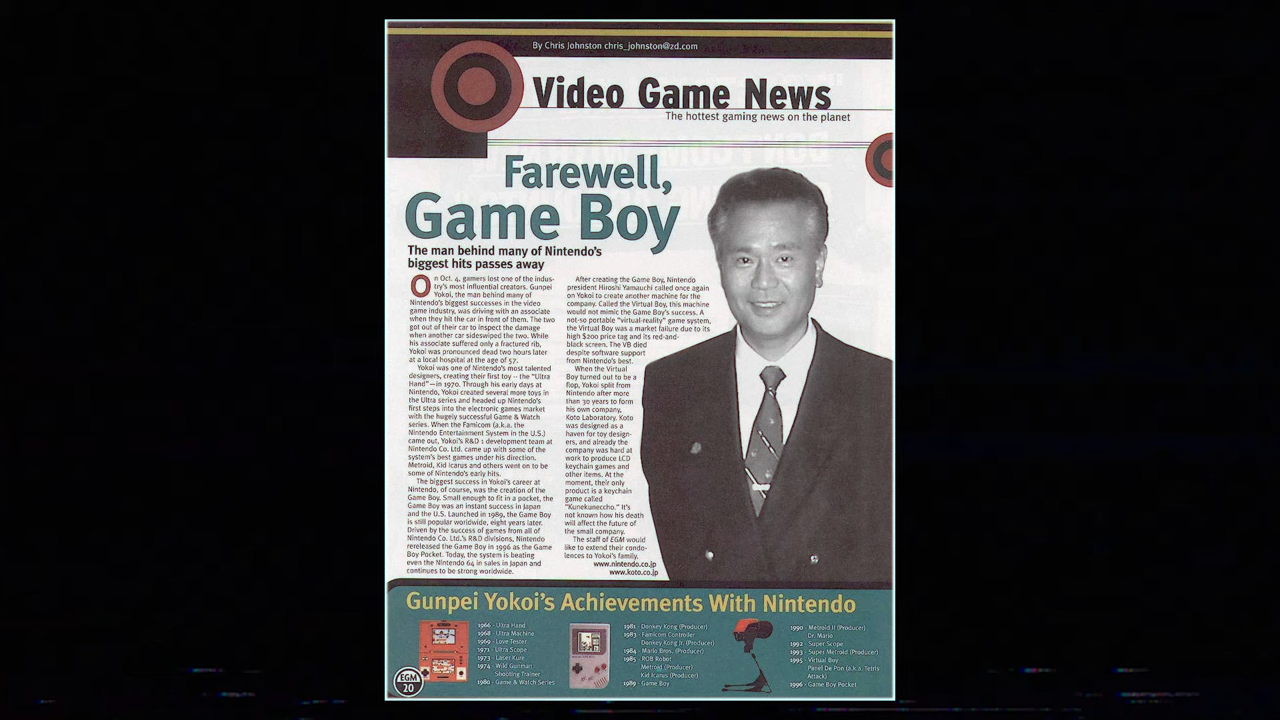 By Chris Johnston chris_johnston@zd.com
Video Game News
The hottest gaming news on the planet
Farewell,
Game Boy
The man behind many of Nintendo's
biggest hits passes away
On Oct. 4, gamers lost one of the indus-
try's most influential creators. Gunpei
Yokoi, the man behind many of
Nintendo's biggest successes in the video
game industry, was driving with an associate
when they hit the car in front of them. The two
got out of their car to inspect the damage
when another car sideswiped the two. While
his associate suffered only a fractured rib,
Yokoi was pronounced dead two hours later
at a local hospital at the age of 57.
Yokoi was one of Nintendo's most talented
designers, creating their first toy -- the "Ultra
Hand"—in 1970. Through his early days at
Nintendo, Yokoi created several more toys in
the Ultra series and headed up Nintendo's
first steps into the electronic games market
with the hugely successful Game & Watch
series. When the Famicom (a.k.a. the
Nintendo Entertainment System in the U.S.)
came out, Yokoi's R&D 1 development team at
Nintendo Co. Ltd. came up with some of the
system's best games under his direction.
Metroid, Kid Icarus and others went on to be
some of Nintendo's early hits.
The biggest success in Yokoi's career at
Nintendo, of course, was the creation of the
Game Boy. Small enough to fit in a pocket, the
Game Boy was an instant success in Japan
and the U.S. Launched in 1989, the Game Boy
is still popular worldwide, eight years later.
Driven by the success of games from all of
Nintendo Co. Ltd.'s R&D divisions, Nintendo
rereleased the Game Boy in 1996 as the Game
Boy Pocket. Today, the system is beating
even the Nintendo 64 in sales in Japan and
continues to be strong worldwide.
After creating the Game Boy, Nintendo
president Hiroshi Yamauchi called once again
on Yokoi to create another machine for the
company. Called the Virtual Boy, this machine
would not mimic the Game Boy's success. A
not-so portable "virtual-reality" game system,
the Virtual Boy was a market failure due to its
high $200 price tag and its red-and-
black screen. The VB died
despite software support
from Nintendo's best.
When the Virtual
Boy turned out to be a
flop, Yokoi split from
Nintendo after more
than 30 years to form
his own company,
Koto Laboratory. Koto
was designed as a
haven for toy design-
ers, and already the
company was hard at
work to produce LCD
keychain games and
other items. At the
moment, their only
product is a keychain
game called
"Kunekuneccho." It's
not known how his death
will affect the future of
the small company.
The staff of EGM would
like to extend their condo-
lences to Yokoi's family.
www.nintendo.co.jp
www.koto.co.jp
Gunpei Yokoi's Achievements With Nintendo
1966 - Ultra Hand
1968 - Ultra Machine
1969 - Love Tester
1971 - Ultra Scope
1973 - Laser Kure
1974 - Wild Gunman
Shooting Trainer
1980 - Game & Watch Series
1981 - Donkey Kong (Producer)
1983 - Famicom Controller
Donkey Kong Jr. (Producer)
1984 - Mario Bros. (Producer)
1985 - ROB Robot
Metroid (Producer)
Kid Icarus (Producer)
1989 - Game Boy
1990 - Metroid II (Producer)
Dr. Mario
1992 - Super Scope
1993 - Super Metroid (Producer)
1995 - Virtual Boy
Panel De Pon (a.k.a. Tetris
Attack)
1996 - Game Boy Pocket
EGM
20